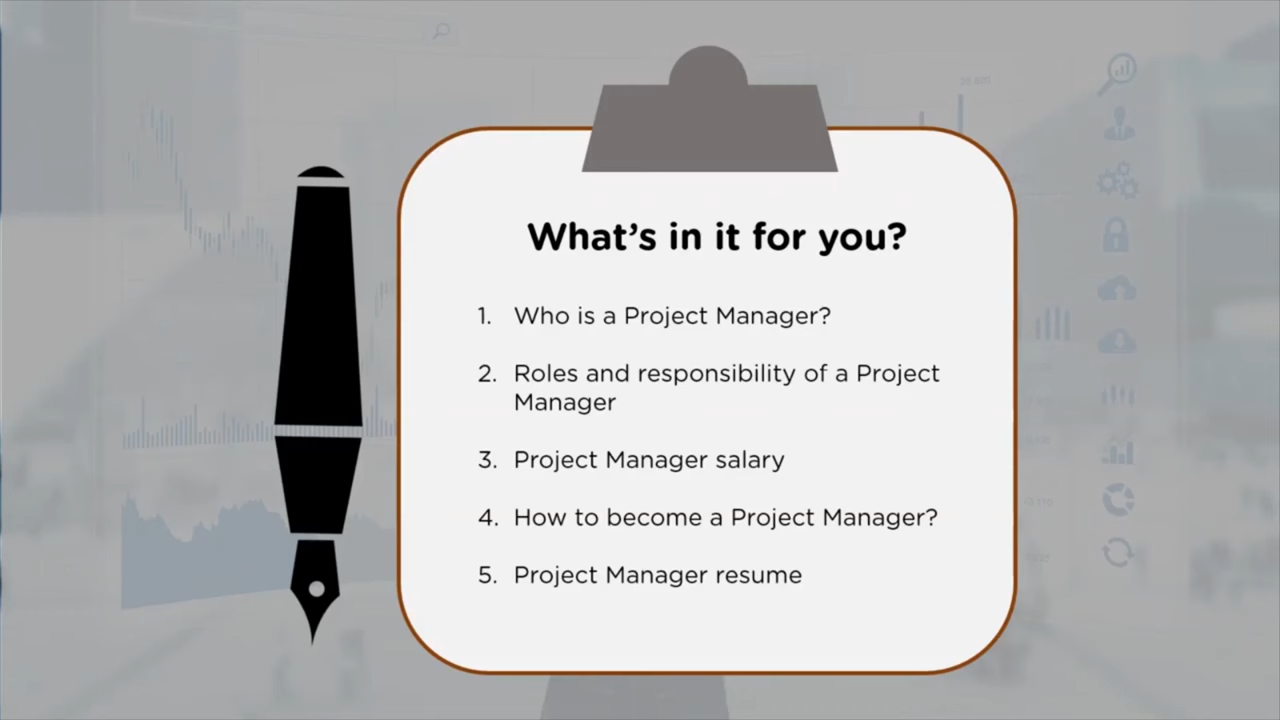 What's in it for you?
1. Who is a Project Manager?
2. Roles and responsibility of a Project
Manager
3. Project Manager salary
4. How to become a Project Manager?
5. Project Manager resume